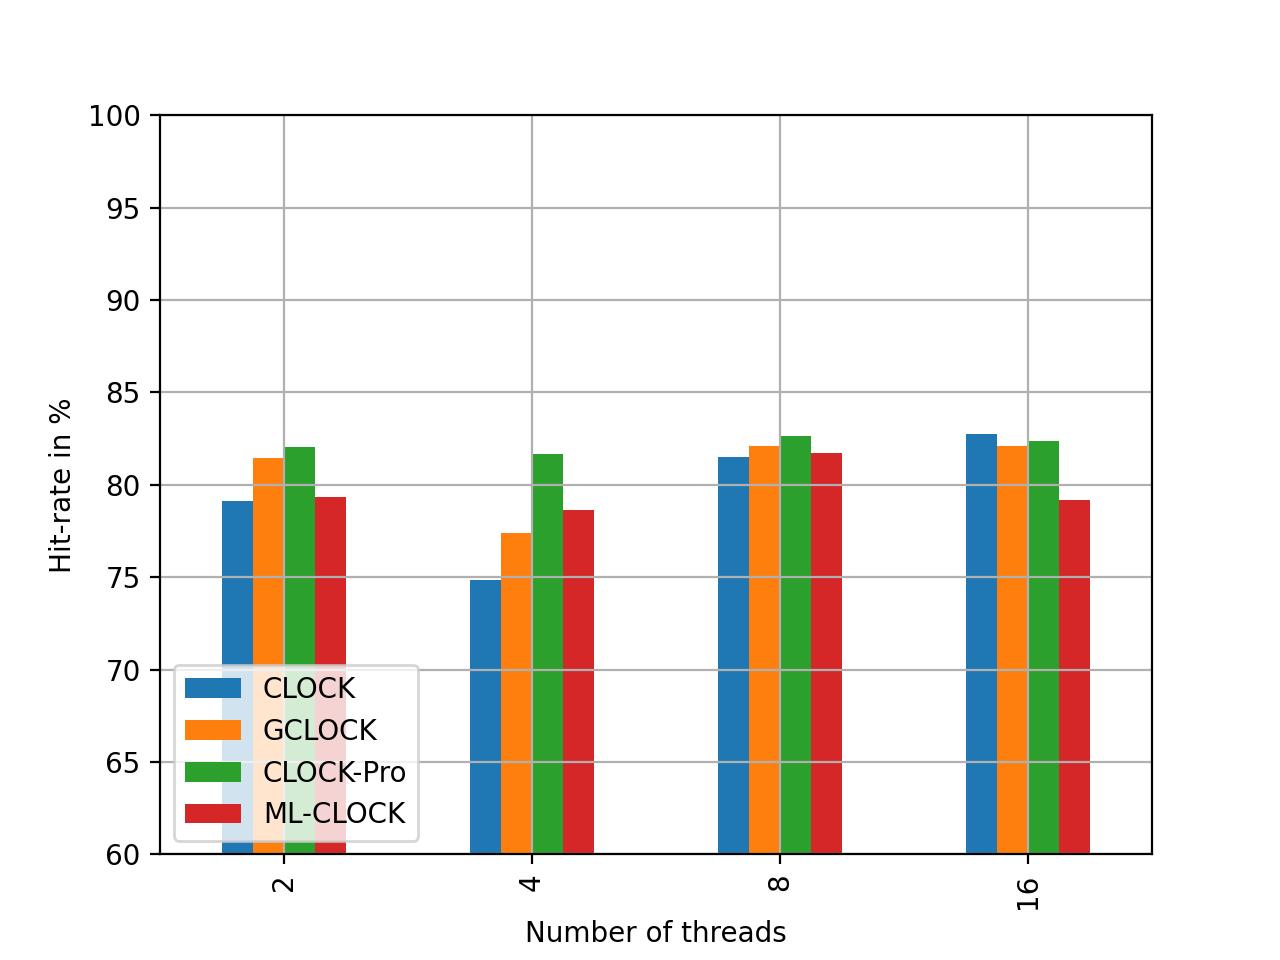 100
95
90
85
80
75
70
65
60
Hit-rate in %
CLOCK
GCLOCK
CLOCK-Pro
ML-CLOCK
2
4
8
16
Number of threads